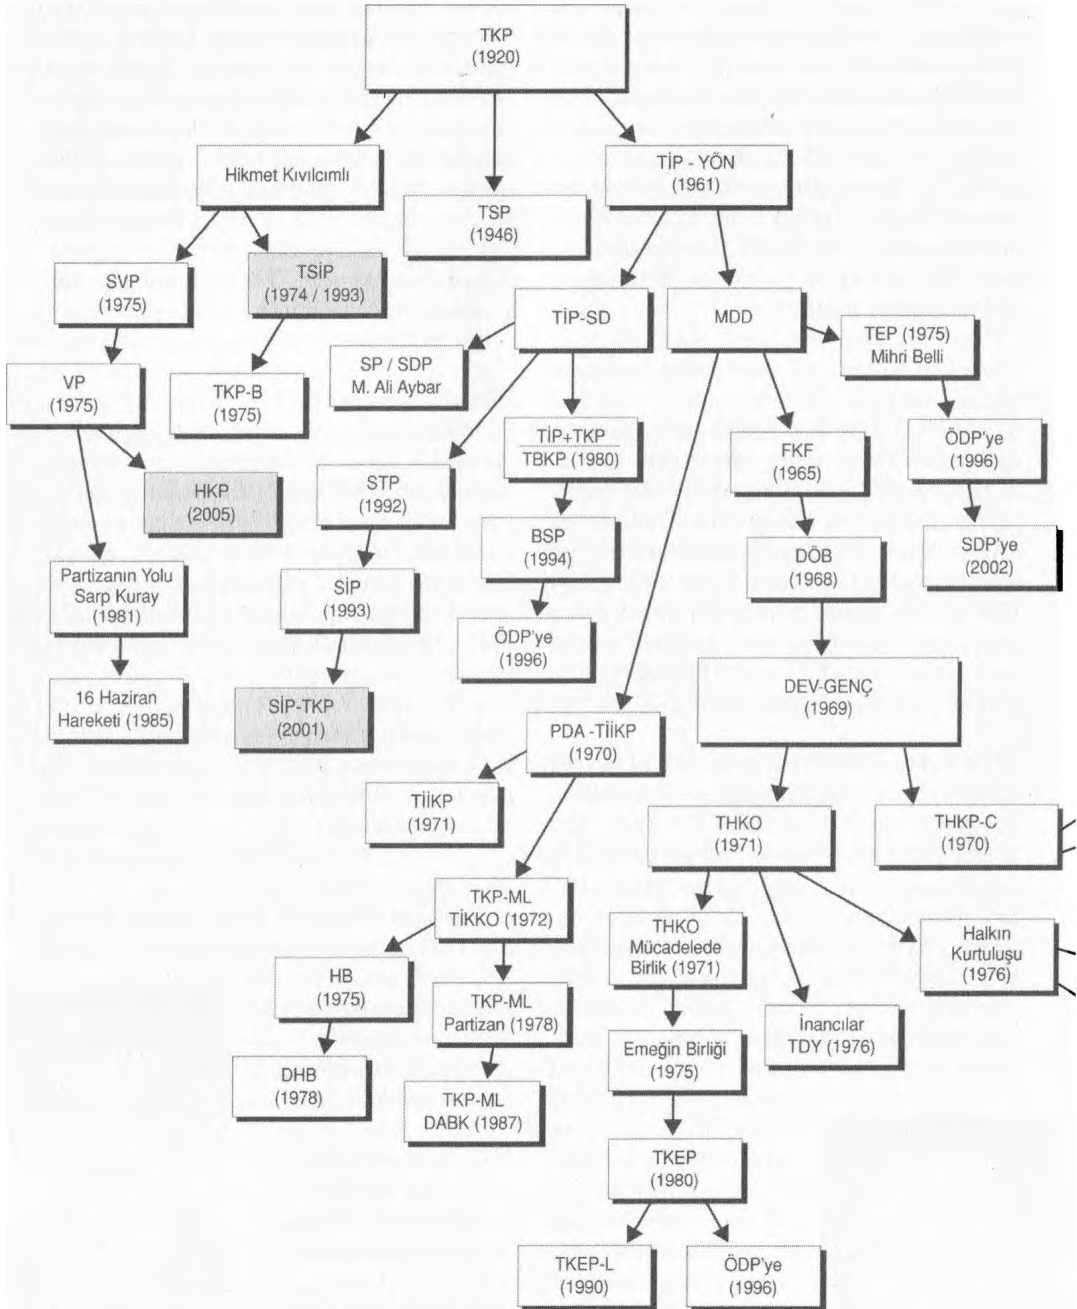 TKP
(1920)
Hikmet Kıvılcımlı
TSP
(1946)
TİP - YÖN
(1961)
SVP
(1975)
TSİP
(1974 / 1993)
TİP-SD
MDD
TEP (1975)
Mihri Belli
VP
(1975)
TKP-B
(1975)
SP / SDP
M. Ali Aybar
TİP+TKP
TBKP (1980)
FKF
(1965)
ÖDP'ye
(1996)
HKP
(2005)
STP
(1992)
BSP
(1994)
DÖB
(1968)
SDP'ye
(2002)
Partizanın Yolu
Sarp Kuray
(1981)
SİP
(1993)
ÖDP'ye
(1996)
16 Haziran
Hareketi (1985)
SİP-TKP
(2001)
PDA -TİİKP
(1970)
DEV-GENÇ
(1969)
TİİKP
(1971)
THKO
(1971)
THKP-C
(1970)
TKP-ML
TİKKO (1972)
THKO
Mücadelede
Birlik (1971)
Halkın
Kurtuluşu
(1976)
HB
(1975)
TKP-ML
Partizan (1978)
İnancılar
TDY (1976)
Emeğin Birliği
(1975)
DHB
(1978)
TKP-ML
DABK (1987)
TKEP
(1980)
TKEP-L
(1990)
ÖDP'ye
(1996)